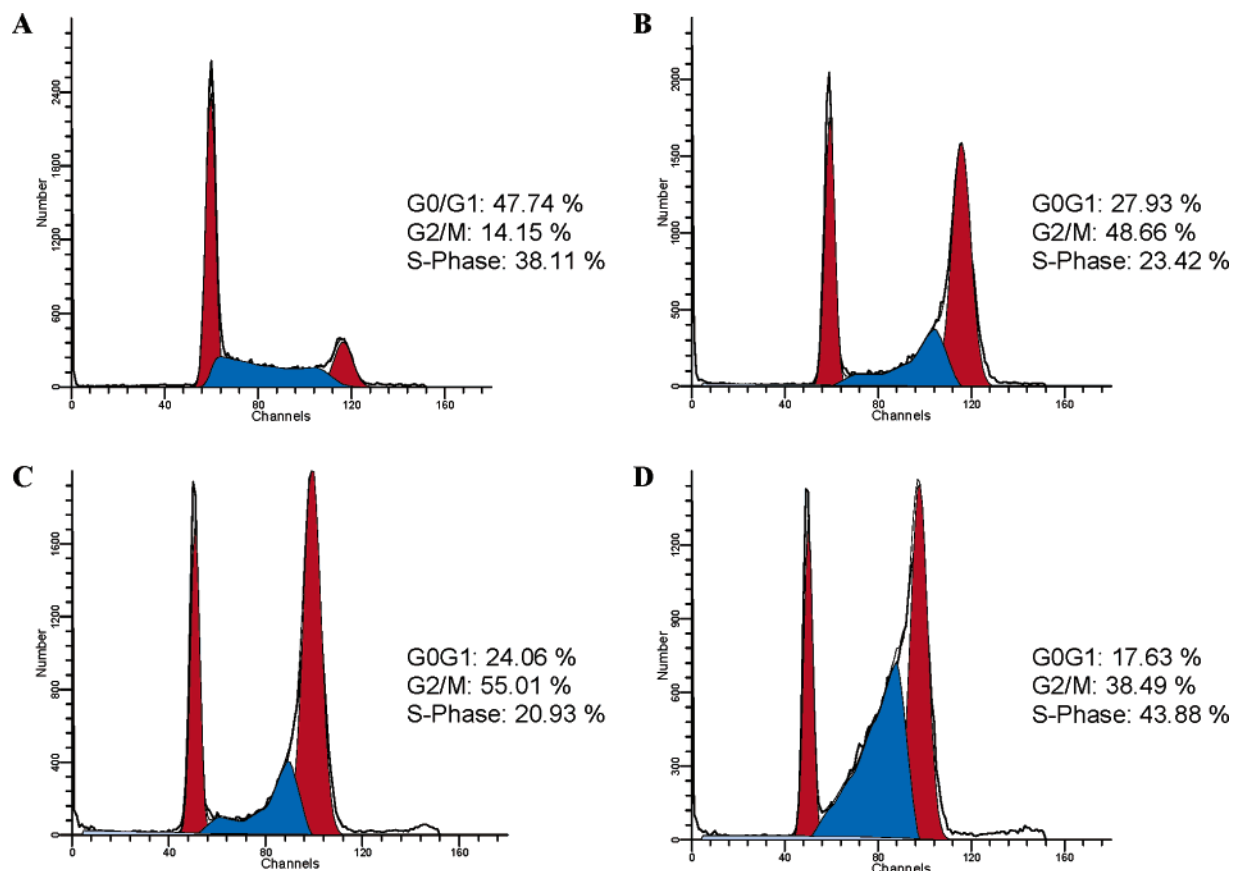 A
Number
2400
1800
1200
600
0
0 80 120 160
Channels
G0/G1: 47.74 %
G2/M: 14.15 %
S-Phase: 38.11 %
B
Number
2000
1500
1000
500
0
0 40 80 120 160
Channels
G0G1: 27.93 %
G2/M: 48.66 %
S-Phase: 23.42 %
C
Number
1600
1200
800
400
0
0 40 80 160
Channels
G0G1: 24.06 %
G2/M: 55.01 %
S-Phase: 20.93 %
D
Number
1200
900
600
300
0
0 40 80 120 160
Channels
G0G1: 17.63 %
G2/M: 38.49 %
S-Phase: 43.88 %